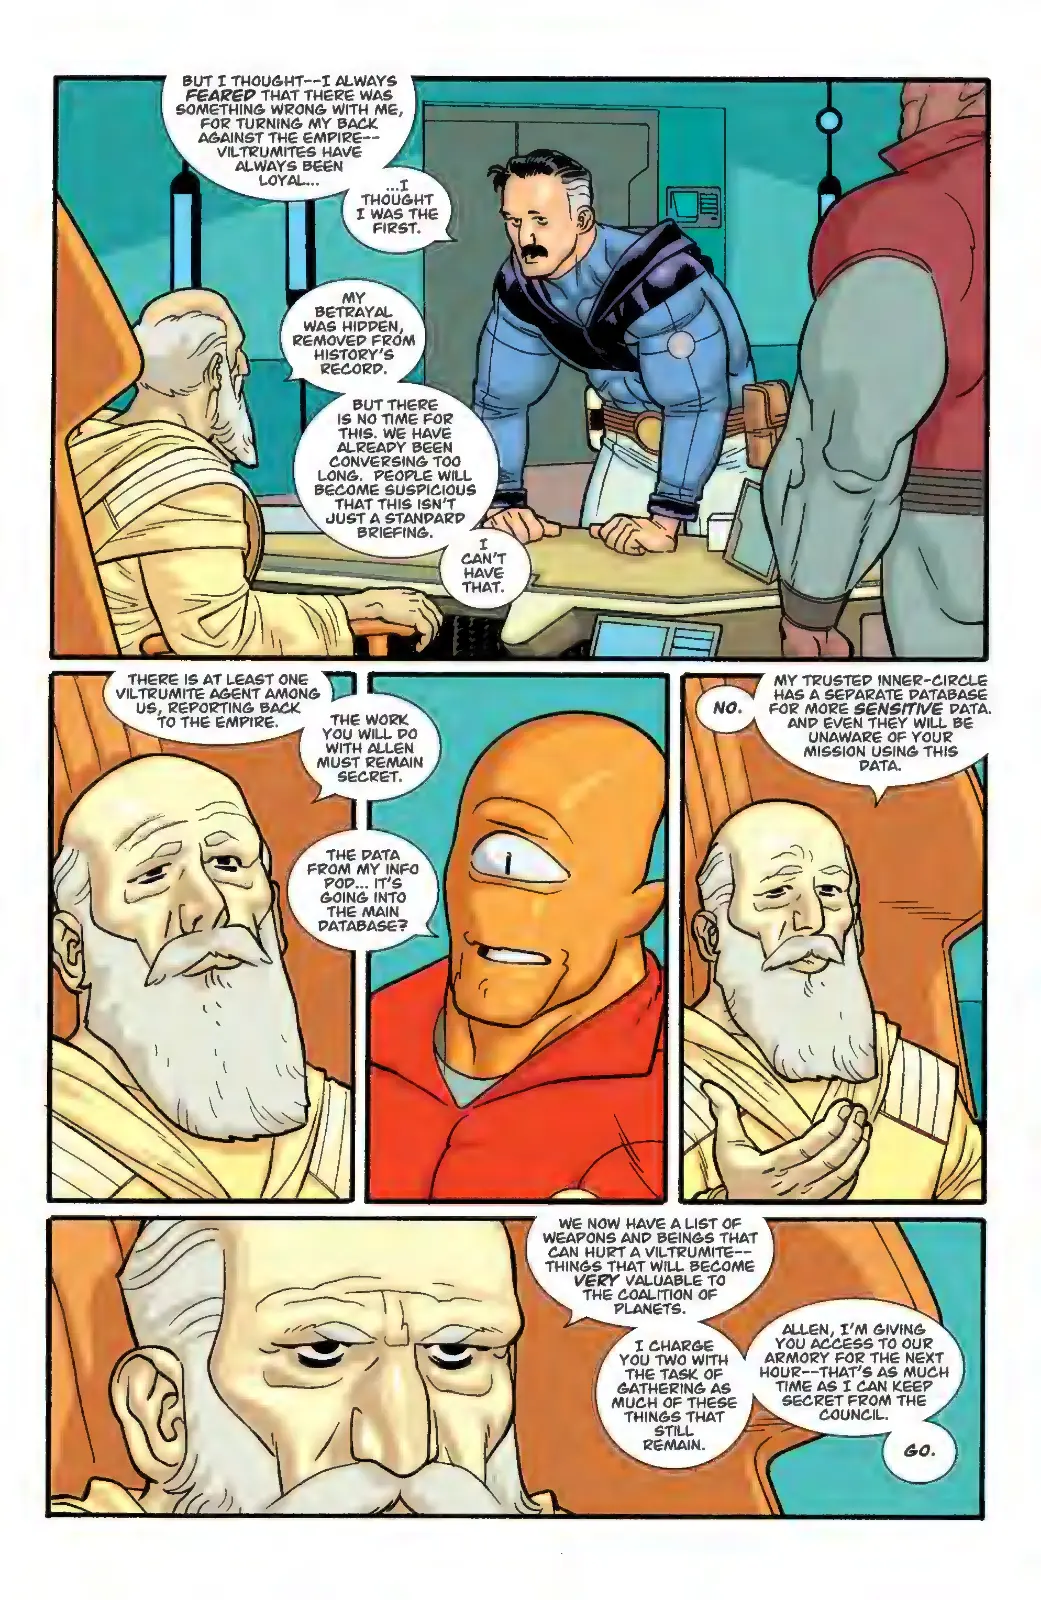 BUT I THOUGHT--I ALWAYS
FEARED THAT THERE WAS
SOMETHING WRONG WITH ME,
FOR TURNING MY BACK
AGAINST THE EMPIRE--
VILTRUMITES HAVE
ALWAYS BEEN
LOYAL...
...I
THOUGHT
I WAS THE
FIRST.
MY
BETRAYAL
WAS HIDDEN,
REMOVED FROM
HISTORY'S
RECORD.
BUT THERE
IS NO TIME FOR
THIS. WE HAVE
ALREADY BEEN
CONVERSING TOO
LONG. PEOPLE WILL
BECOME SUSPICIOUS
THAT THIS ISN'T
JUST A STANDARD
BRIEFING.
I
CAN'T
HAVE
THAT.
THERE IS AT LEAST ONE
VILTRUMITE AGENT AMONG
US, REPORTING BACK
TO THE EMPIRE.
THE WORK
YOU WILL DO
WITH ALLEN
MUST REMAIN
SECRET.
THE DATA
FROM MY INFO
POD... IT'S
GOING INTO
THE MAIN
DATABASE?
NO.
MY TRUSTED INNER-CIRCLE
HAS A SEPARATE DATABASE
FOR MORE SENSITIVE DATA.
AND EVEN THEY WILL BE
UNAWARE OF YOUR
MISSION USING THIS
DATA.
WE NOW HAVE A LIST OF
WEAPONS AND BEINGS THAT
CAN HURT A VILTRUMITE--
THINGS THAT WILL BECOME
VERY VALUABLE TO
THE COALITION OF
PLANETS.
I CHARGE
YOU TWO WITH
THE TASK OF
GATHERING AS
MUCH OF THESE
THINGS THAT
STILL
REMAIN.
ALLEN, I'M GIVING
YOU ACCESS TO OUR
ARMORY FOR THE NEXT
HOUR--THAT'S AS MUCH
TIME AS I CAN KEEP
SECRET FROM THE
COUNCIL.
GO.